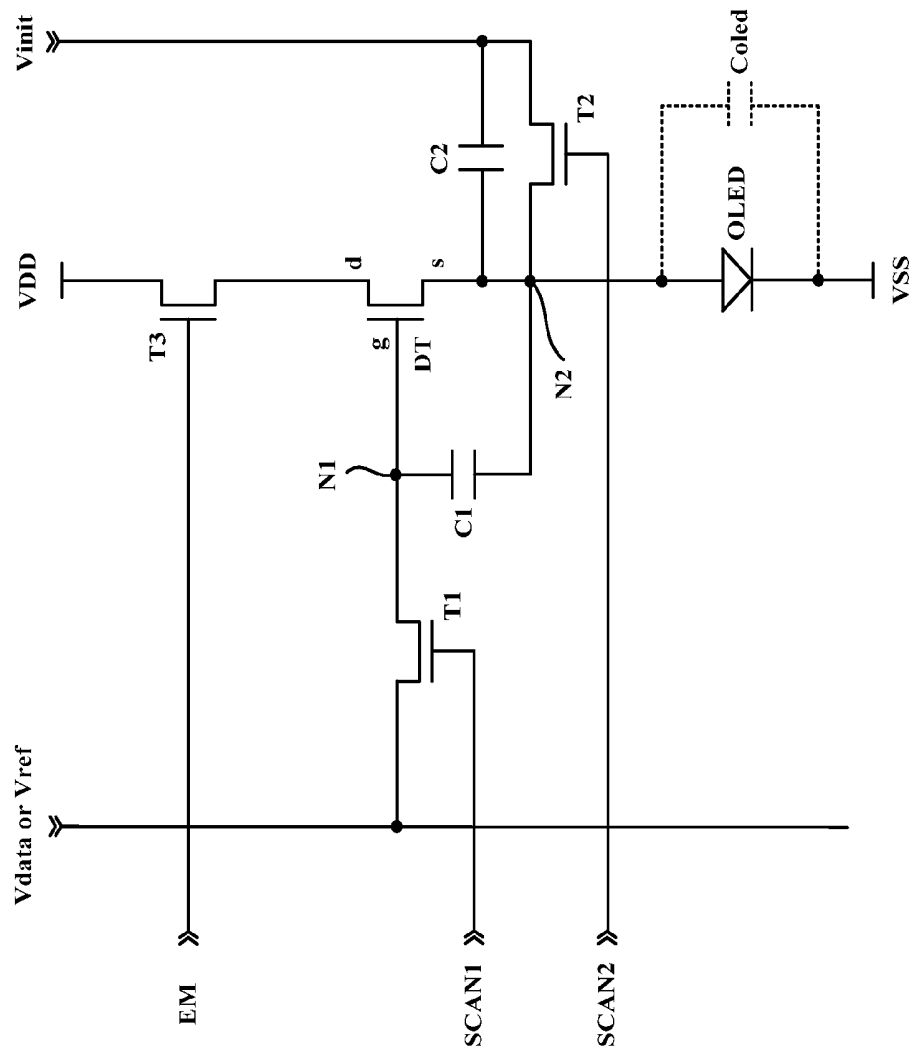 Vdata or Vref
VDD
Vinit
EM
T3
d
g
DT
s
C2
T2
N1
C1
N2
T1
OLED
Coled
SCAN1
SCAN2
VSS